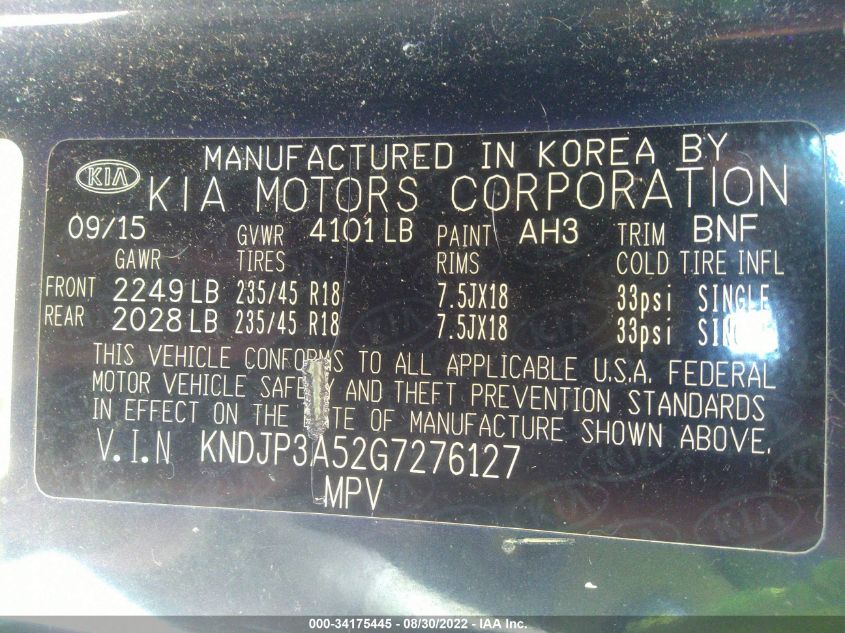 MANUFACTURED IN KOREA BY
KIA KIA MOTORS CORPORATION
09/15 GVWR 4101 LB PAINT AH3 TRIM BNF
GAWR TIRES RIMS COLD TIRE INFL
FRONT 2249 LB 235/45 R18 7.5JX18 33psi SINGLE
REAR 2028 LB 235/45 R18 7.5JX18 33psi
THIS VEHICLE CONFORMS TO ALL APPLICABLE U.S.A. FEDERAL
MOTOR VEHICLE SAFETY AND THEFT PREVENTION STANDARDS
IN EFFECT ON THE DATE OF MANUFACTURE SHOWN ABOVE.
V.I.N KNDJP3A52G7276127
MPV
000-34175445 - 08/30/2022 - IAA Inc.